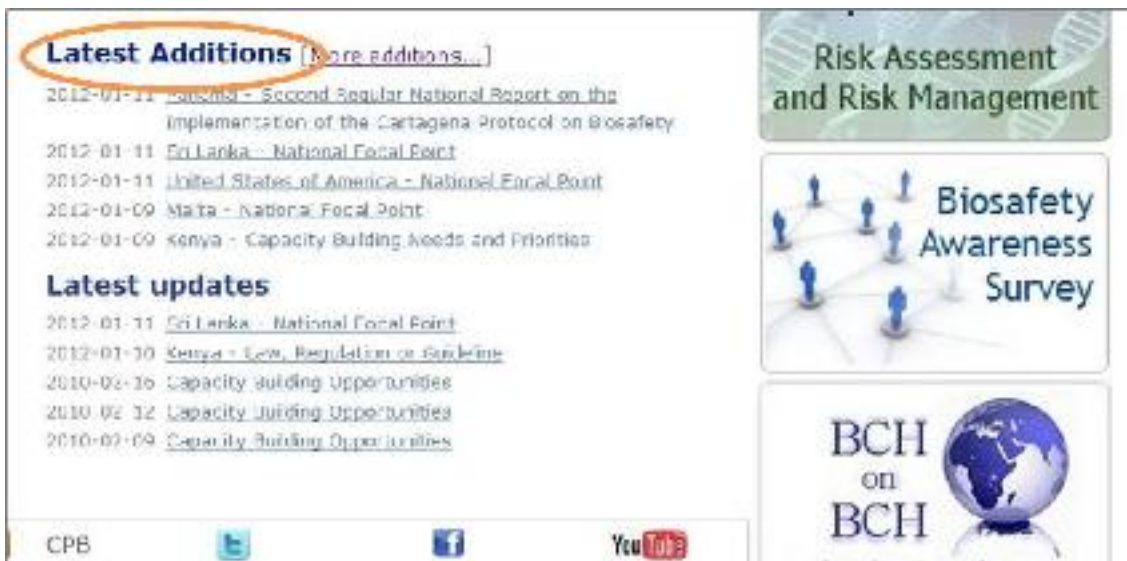 Latest Additions [More additions...]
2012-01-11 Panama - Second Regular National Report on the
Implementation of the Cartagena Protocol on Biosafety
2012-01-11 Sri Lanka - National Focal Point
2012-01-11 United States of America - National Focal Point
2012-01-09 Malta - National Focal Point
2012-01-09 Kenya - Capacity Building Needs and Priorities
Latest updates
2012-01-11 Sri Lanka - National Focal Point
2012-01-10 Kenya - Law, Regulation or Guideline
2010-02-16 Capacity Building Opportunities
2010-02-12 Capacity Building Opportunities
2010-02-09 Capacity Building Opportunities
CPB
You Tube
Risk Assessment
and Risk Management
Biosafety
Awareness
Survey
BCH
on
BCH